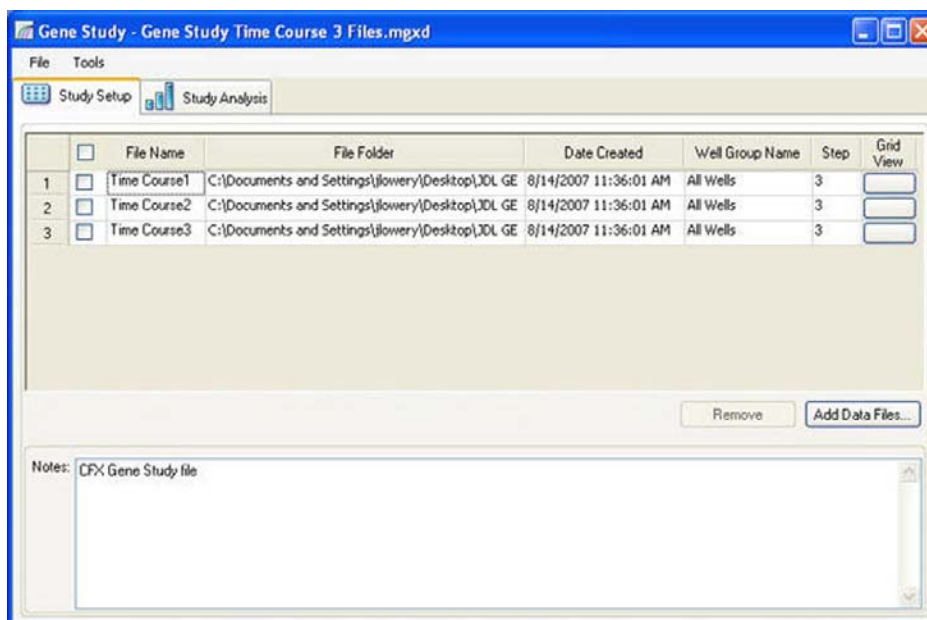 Gene Study - Gene Study Time Course 3 Files.mgxd
File Tools
Study Setup Study Analysis
File Name File Folder Date Created Well Group Name Step Grid View
1 Time Course1 C:\Documents and Settings\jlowery\Desktop\JDL GE 8/14/2007 11:36:01 AM All Wells 3
2 Time Course2 C:\Documents and Settings\jlowery\Desktop\JDL GE 8/14/2007 11:36:01 AM All Wells 3
3 Time Course3 C:\Documents and Settings\jlowery\Desktop\JDL GE 8/14/2007 11:36:01 AM All Wells 3
Remove Add Data Files...
Notes: CFX Gene Study file